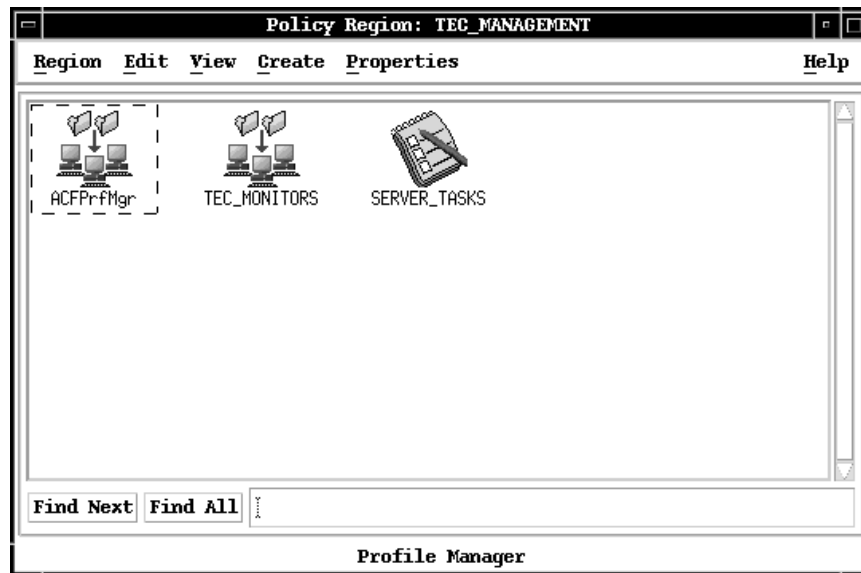 Policy Region: TEC_MANAGEMENT
Region Edit View Create Properties Help
ACFPrfMgr TEC_MONITORS SERVER_TASKS
Find Next Find All
Profile Manager